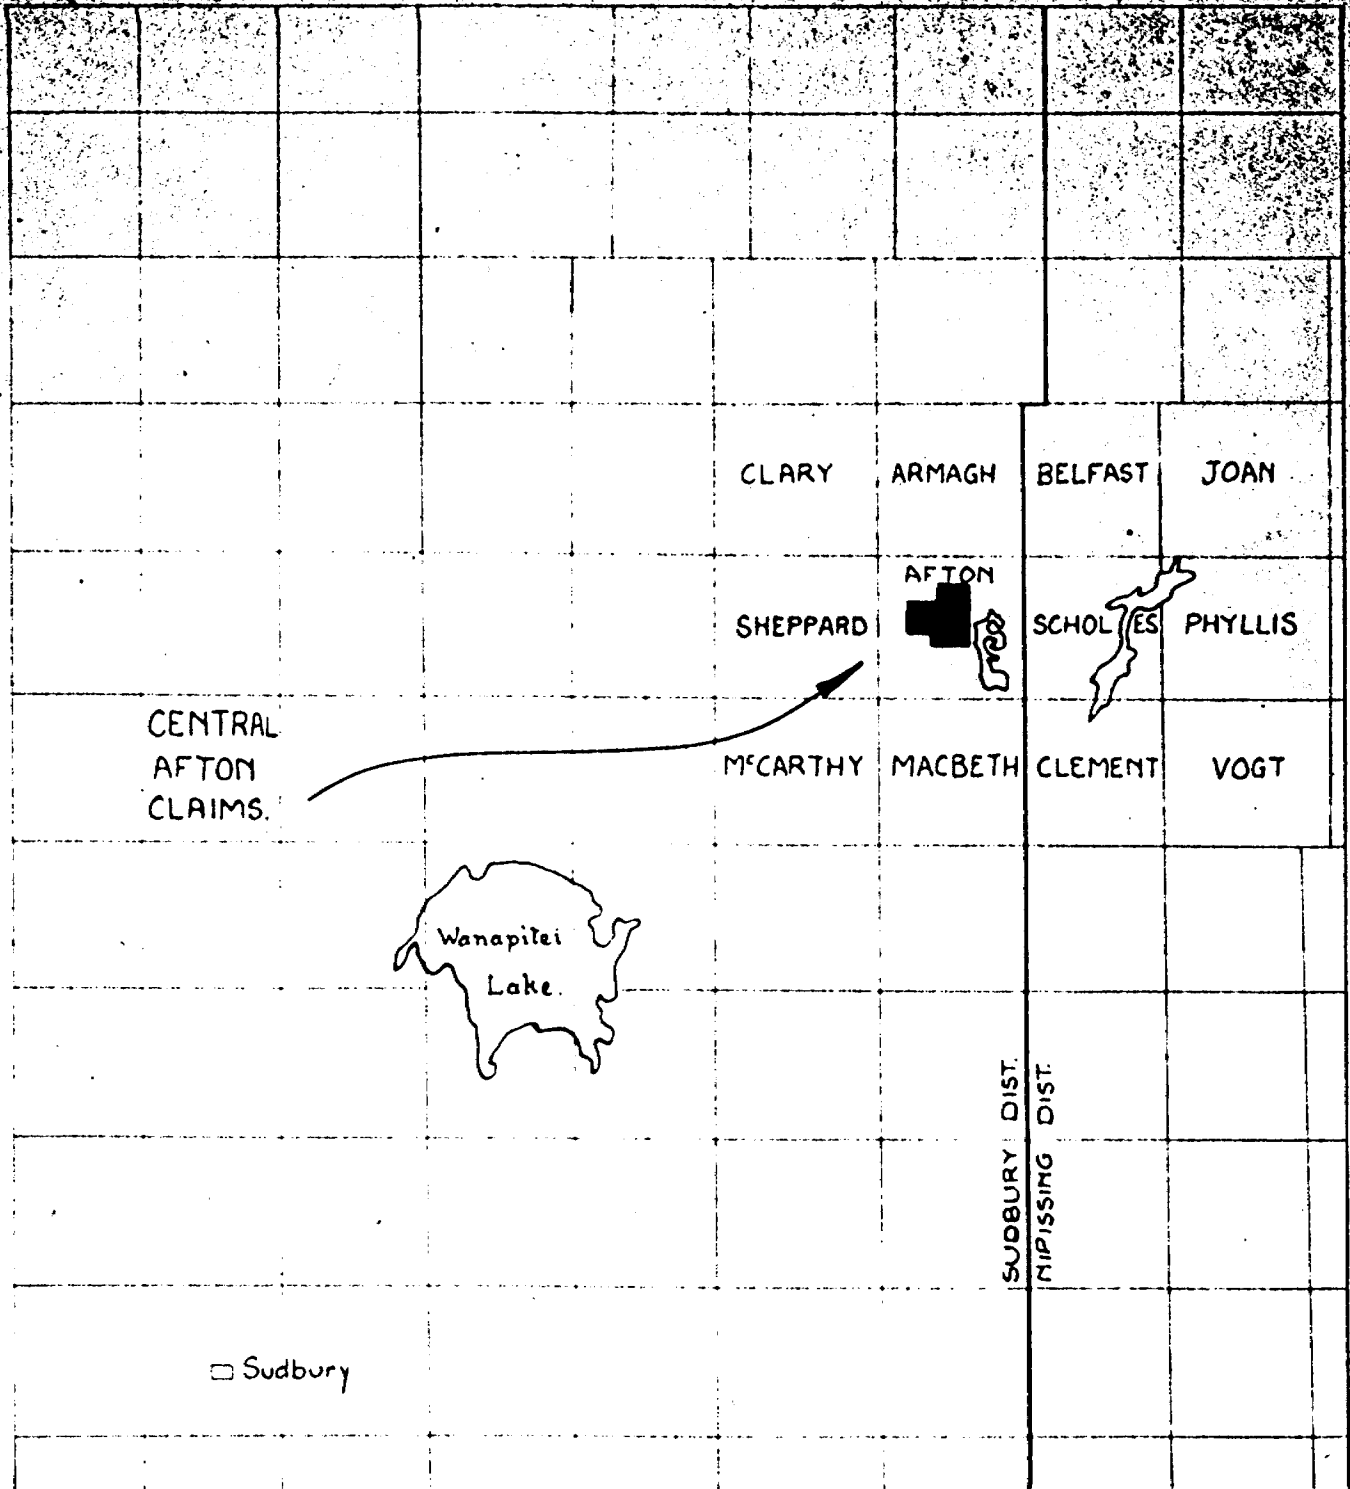 CLARY ARMAGH BELFAST JOAN
AFTON
SHEPPARD SCHOLES PHYLLIS
CENTRAL
AFTON
CLAIMS.
McCARTHY MACBETH CLEMENT VOGT
Wanapitei
Lake.
SUDBURY DIST.
NIPISSING DIST.
Sudbury